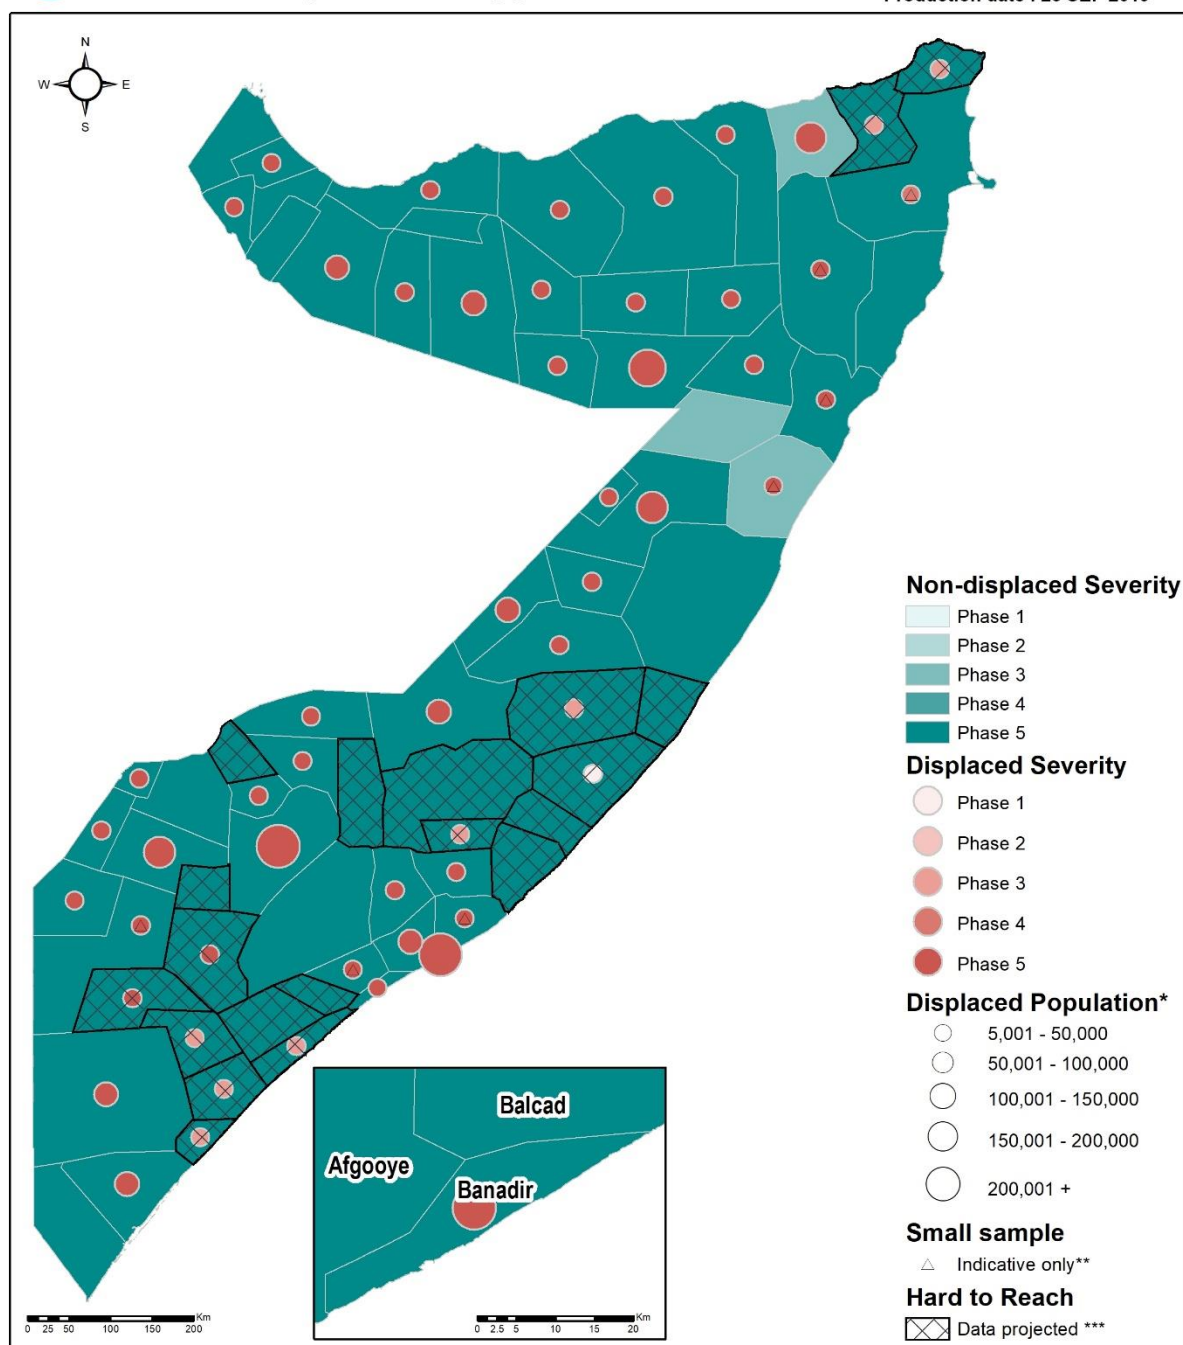 N
W E
S
Non-displaced Severity
Phase 1
Phase 2
Phase 3
Phase 4
Phase 5
Displaced Severity
Phase 1
Phase 2
Phase 3
Phase 4
Phase 5
Displaced Population*
5,001 - 50,000
50,001 - 100,000
100,001 - 150,000
150,001 - 200,000
200,001 +
Small sample
Indicative only**
Hard to Reach
Data projected ***
Balcad
Afgooye
Banadir
Km
0 25 50 100 150 200
Km
0 2.5 5 10 15 20